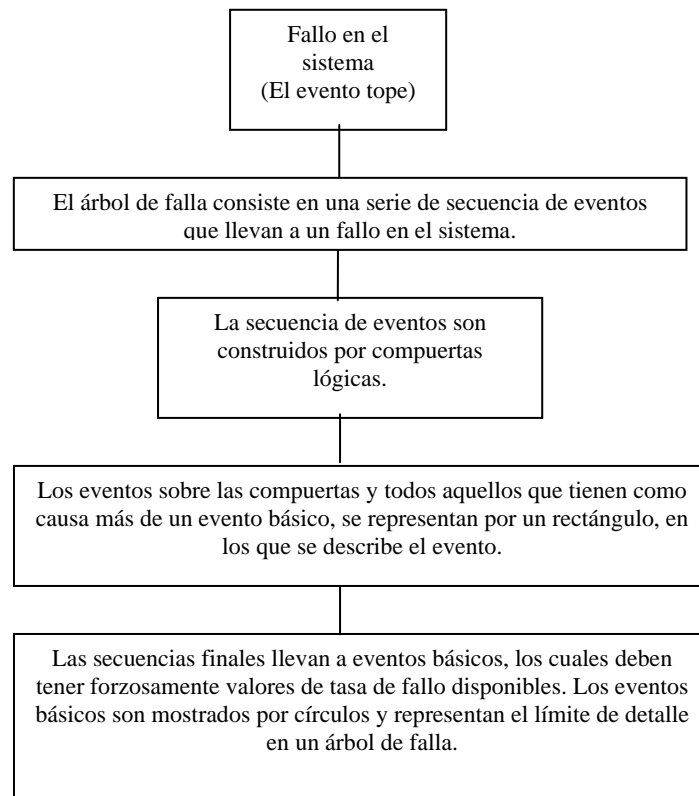 Fallo en el
sistema
(El evento tope)
El árbol de falla consiste en una serie de secuencia de eventos
que llevan a un fallo en el sistema.
La secuencia de eventos son
construidos por compuertas
lógicas.
Los eventos sobre las compuertas y todos aquellos que tienen como
causa más de un evento básico, se representan por un rectángulo, en
los que se describe el evento.
Las secuencias finales llevan a eventos básicos, los cuales deben
tener forzosamente valores de tasa de fallo disponibles. Los eventos
básicos son mostrados por círculos y representan el límite de detalle
en un árbol de falla.